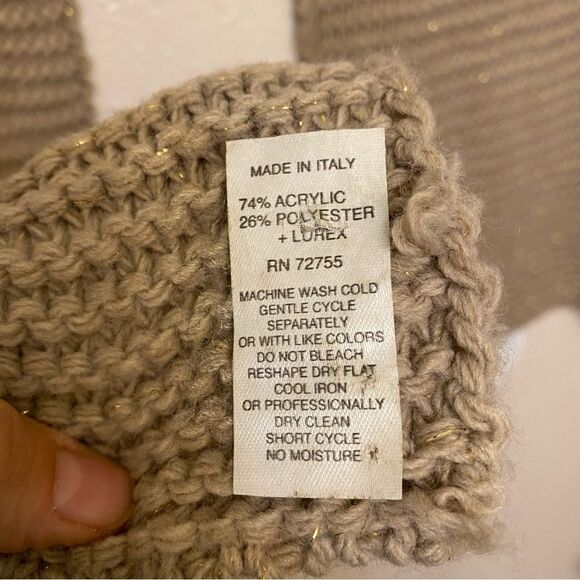 MADE IN ITALY
74% ACRYLIC
26% POLYESTER
+ LUREX
RN 72755
MACHINE WASH COLD
GENTLE CYCLE
SEPARATELY
OR WITH LIKE COLORS
DO NOT BLEACH
RESHAPE DRY FLAT
COOL IRON
OR PROFESSIONALLY
DRY CLEAN
SHORT CYCLE
NO MOISTURE